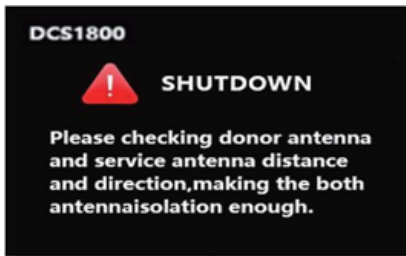 DCS1800
! SHUTDOWN
Please checking donor antenna
and service antenna distance
and direction,making the both
antennaisolation enough.